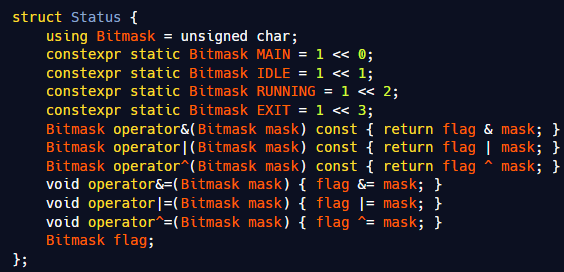 struct Status {
    using Bitmask = unsigned char;
    constexpr static Bitmask MAIN = 1 << 0;
    constexpr static Bitmask IDLE = 1 << 1;
    constexpr static Bitmask RUNNING = 1 << 2;
    constexpr static Bitmask EXIT = 1 << 3;
    Bitmask operator&(Bitmask mask) const { return flag & mask; }
    Bitmask operator|(Bitmask mask) const { return flag | mask; }
    Bitmask operator^(Bitmask mask) const { return flag ^ mask; }
    void operator&=(Bitmask mask) { flag &= mask; }
    void operator|=(Bitmask mask) { flag |= mask; }
    void operator^=(Bitmask mask) { flag ^= mask; }
    Bitmask flag;
};